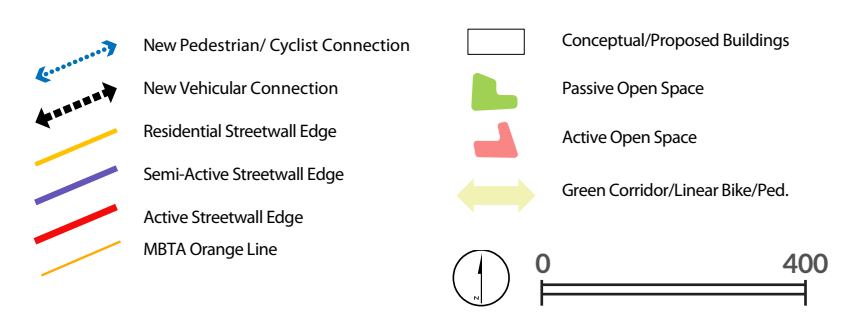 New Pedestrian/ Cyclist Connection
New Vehicular Connection
Residential Streetwall Edge
Semi-Active Streetwall Edge
Active Streetwall Edge
MBTA Orange Line
Conceptual/Proposed Buildings
Passive Open Space
Active Open Space
Green Corridor/Linear Bike/Ped.
N
0 400